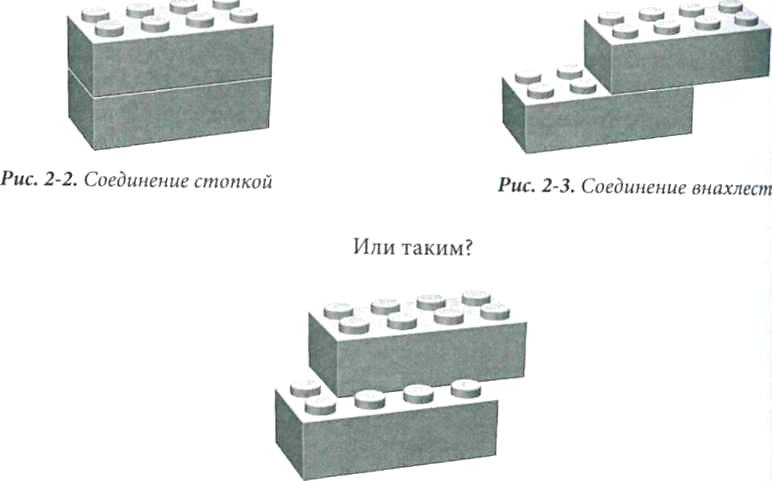 Рис. 2-2. Соединение стопкой
Рис. 2-3. Соединение внахлест
Или таким?